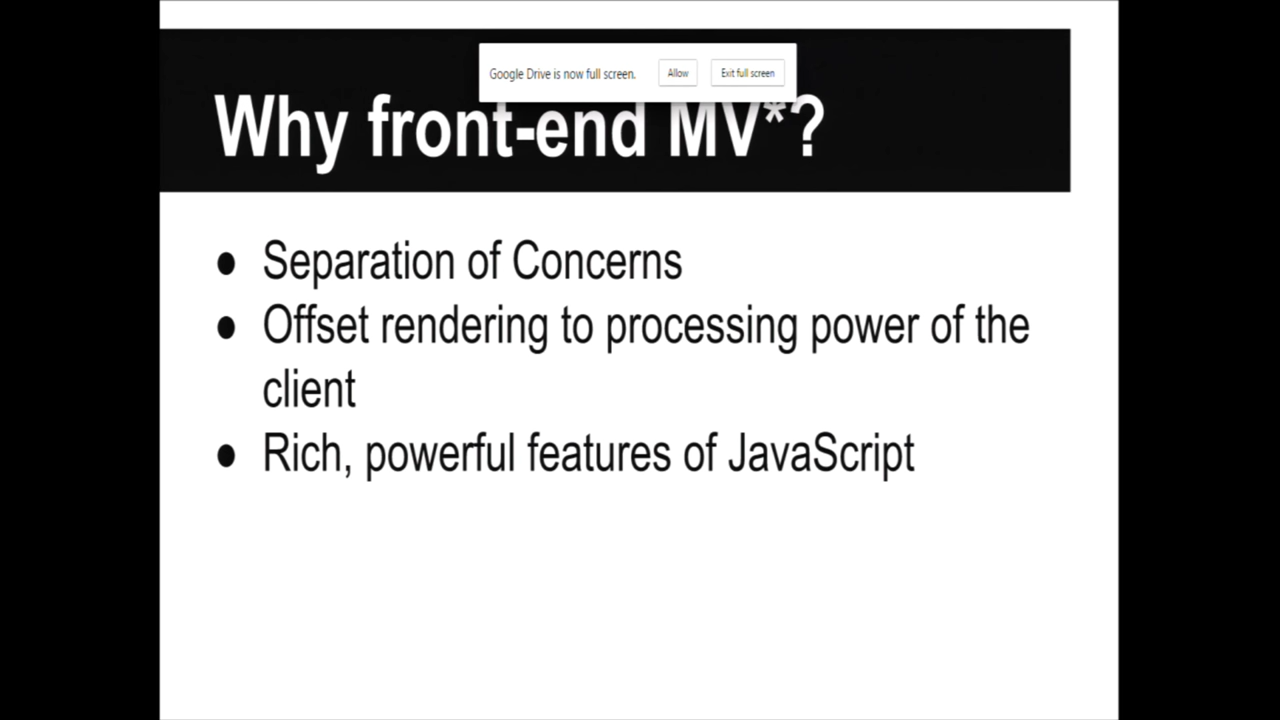 Google Drive is now full screen. Allow Exit full screen
Why front-end MV*?
● Separation of Concerns
● Offset rendering to processing power of the
client
● Rich, powerful features of JavaScript